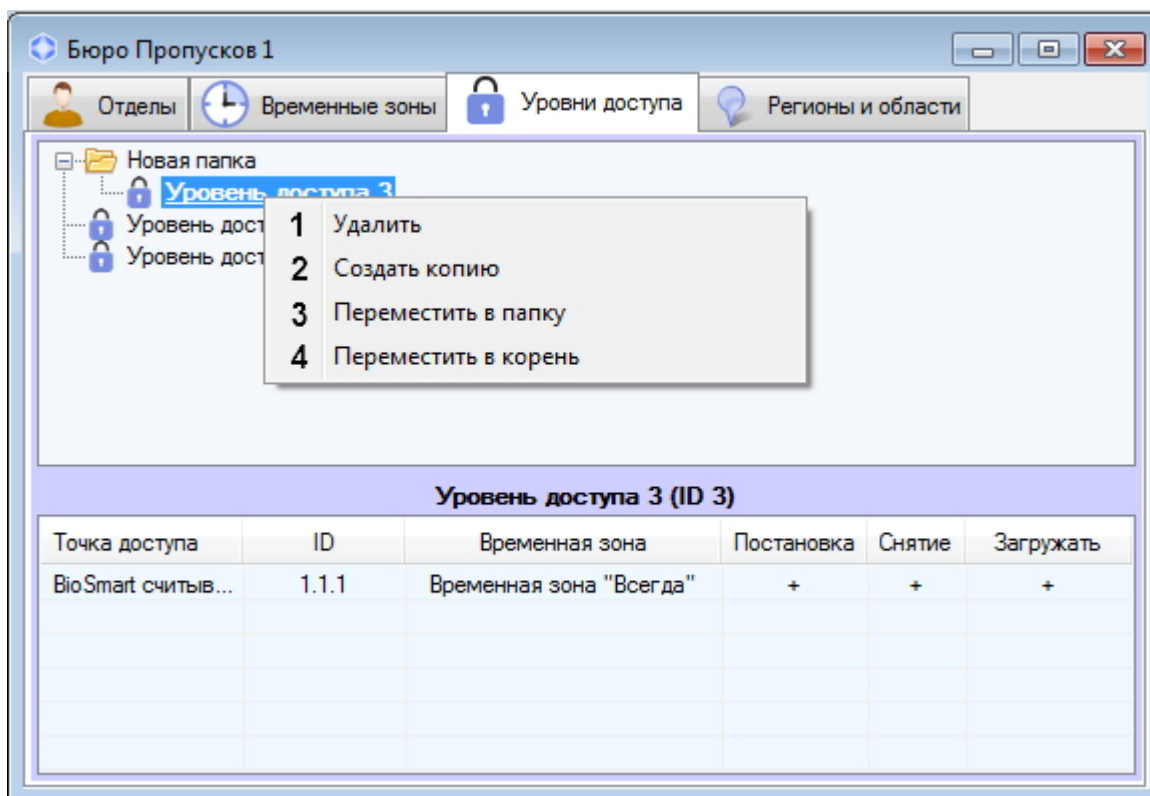 Бюро Пропусков 1
Отделы Временные зоны Уровни доступа Регионы и области
Новая папка
Уровень доступа 3
Уровень
Уровень
1 Удалить
2 Создать копию
3 Переместить в папку
4 Переместить в корень
Уровень доступа 3 (ID 3)
Точка доступа ID Временная зона Постановка Снятие Загружать
BioSmart считыв... 1.1.1 Временная зона "Всегда" + + +